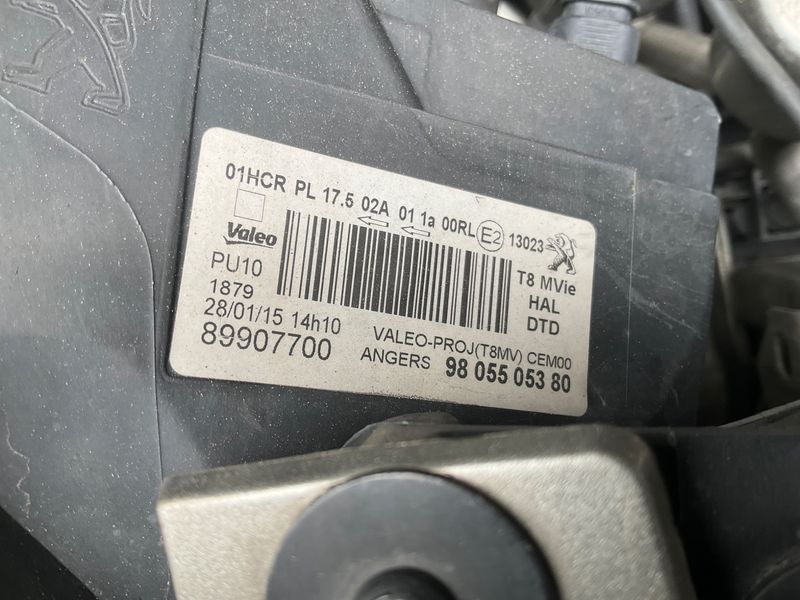 01HCR PL 17.5 02A 01 1a 00RL E2 13023
Valeo
PU10
1879
28/01/15 14h10
89907700
T8 MVie
HAL
DTD
VALEO-PROJ(T8MV) CEM00
ANGERS 98 055 053 80